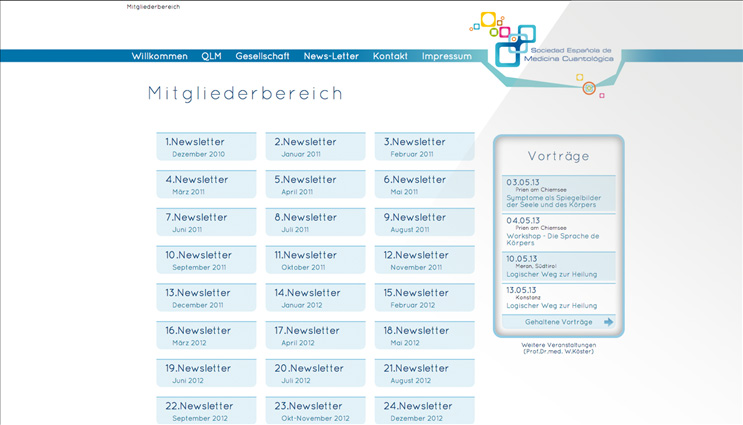 Mitgliederbereich
Willkommen QLM Gesellschaft News-Letter Kontakt Impressum
Sociedad Española de
Medicina Cuentológica
Mitgliederbereich
1.Newsletter
Dezember 2010
2.Newsletter
Januar 2011
3.Newsletter
Februar 2011
4.Newsletter
März 2011
5.Newsletter
April 2011
6.Newsletter
Mai 2011
7.Newsletter
Juni 2011
8.Newsletter
Juli 2011
9.Newsletter
August 2011
10.Newsletter
September 2011
11.Newsletter
Oktober 2011
12.Newsletter
November 2011
13.Newsletter
Dezember 2011
14.Newsletter
Januar 2012
15.Newsletter
Februar 2012
16.Newsletter
März 2012
17.Newsletter
April 2012
18.Newsletter
Mai 2012
19.Newsletter
Juni 2012
20.Newsletter
Juli 2012
21.Newsletter
August 2012
22.Newsletter
September 2012
23.Newsletter
Okt-November 2012
24.Newsletter
Dezember 2012
Vorträge
03.05.13
Prien am Chiemsee
Symptome als Spiegelbilder
der Seele und des Körpers
04.05.13
Prien am Chiemsee
Workshop - Die Sprache de
Körpers
10.05.13
Meran, Südtirol
Logischer Weg zur Heilung
13.05.13
Konstanz
Logischer Weg zur Heilung
Gehaltene Vorträge
Weitere Veranstaltungen
(Prof.Dr.med. W.Köster)